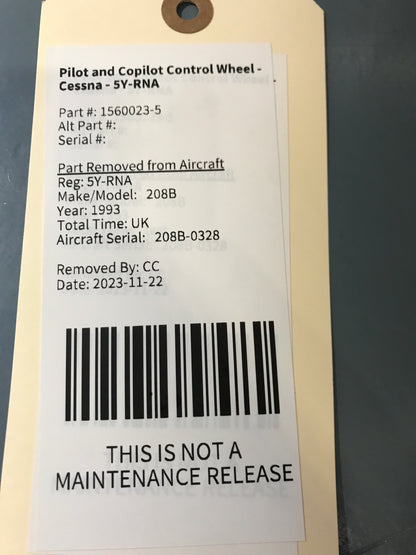 Pilot and Copilot Control Wheel -
Cessna - 5Y-RNA
Part #: 1560023-5
Alt Part #:
Serial #:
Part Removed from Aircraft
Reg: 5Y-RNA
Make/Model: 208B
Year: 1993
Total Time: UK
Aircraft Serial: 208B-0328
Removed By: CC
Date: 2023-11-22
THIS IS NOT A
MAINTENANCE RELEASE